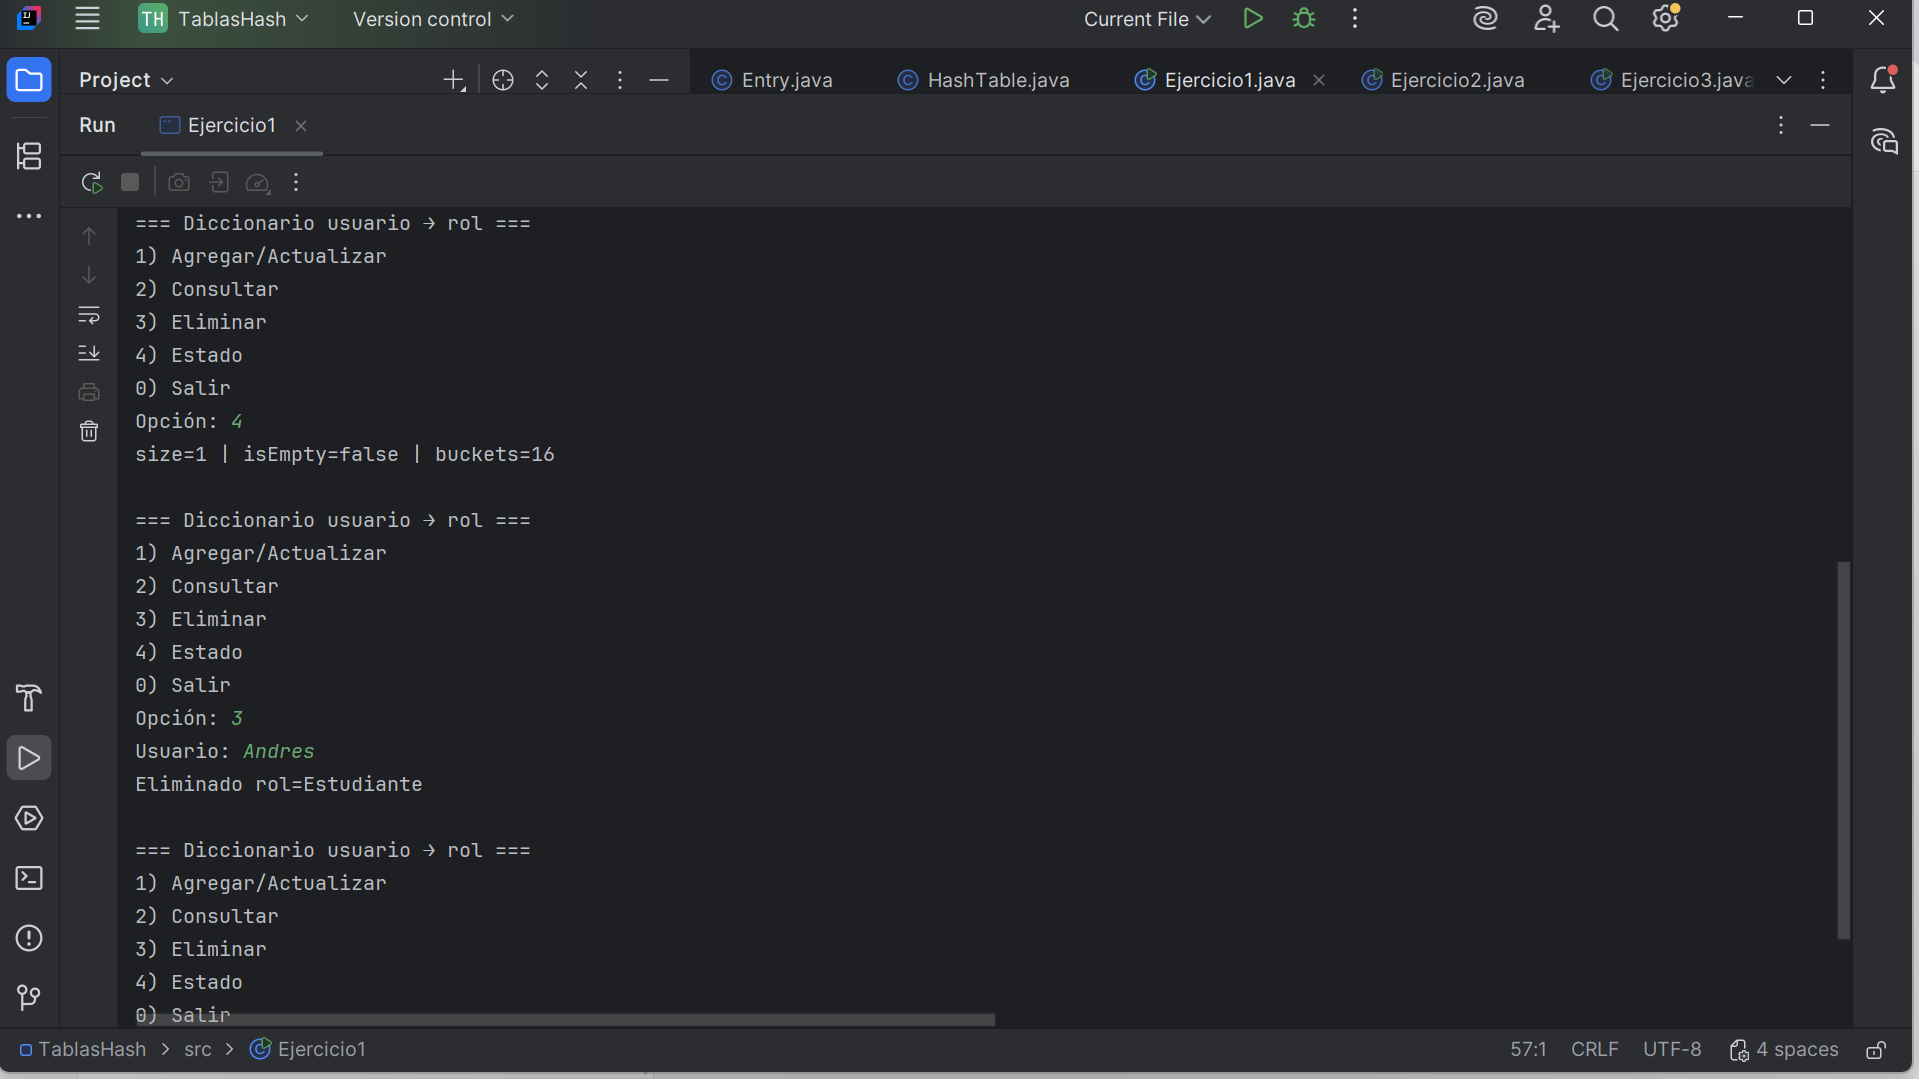 TH TablasHash Version control Current File
Project Entry.java HashTable.java Ejercicio1.java Ejercicio2.java Ejercicio3.java
Run Ejercicio1
=== Diccionario usuario → rol ===
1) Agregar/Actualizar
2) Consultar
3) Eliminar
4) Estado
0) Salir
Opción: 4
size=1 | isEmpty=false | buckets=16
=== Diccionario usuario → rol ===
1) Agregar/Actualizar
2) Consultar
3) Eliminar
4) Estado
0) Salir
Opción: 3
Usuario: Andres
Eliminado rol=Estudiante
=== Diccionario usuario → rol ===
1) Agregar/Actualizar
2) Consultar
3) Eliminar
4) Estado
0) Salir
TablasHash > src > Ejercicio1 57:1 CRLF UTF-8 4 spaces